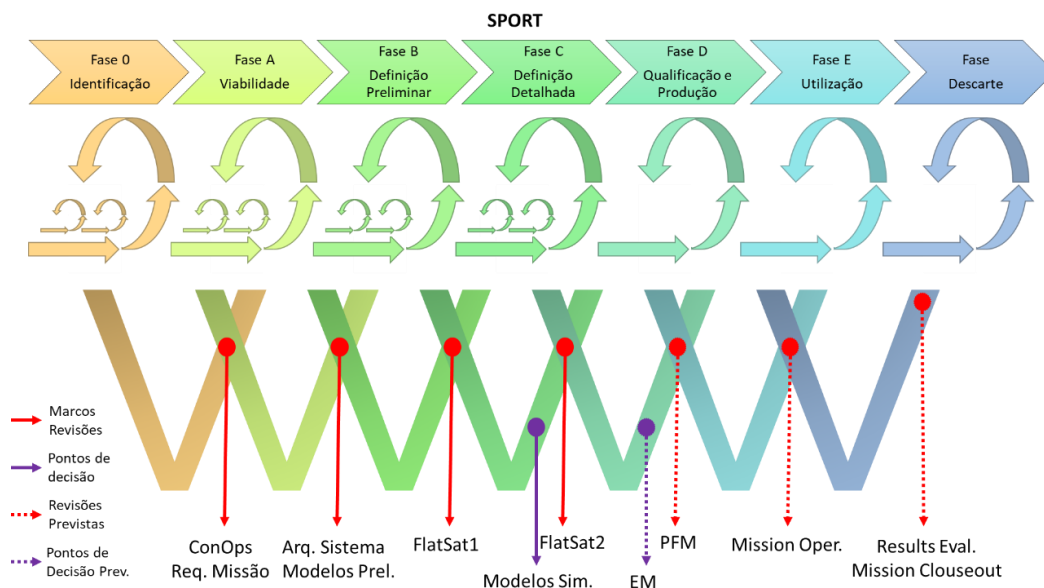 SPORT
Fase 0
Identificação
Fase A
Viabilidade
Fase B
Definição
Preliminar
Fase C
Definição
Detalhada
Fase D
Qualificação e
Produção
Fase E
Utilização
Fase
Descarte
Marcos
Revisões
Pontos de
decisão
Revisões
Previstas
Pontos de
Decisão Prev.
ConOps
Req. Missão
Arq. Sistema
Modelos Prel.
FlatSat1
Modelos Sim.
FlatSat2
EM
PFM
Mission Oper.
Results Eval.
Mission Clouseout